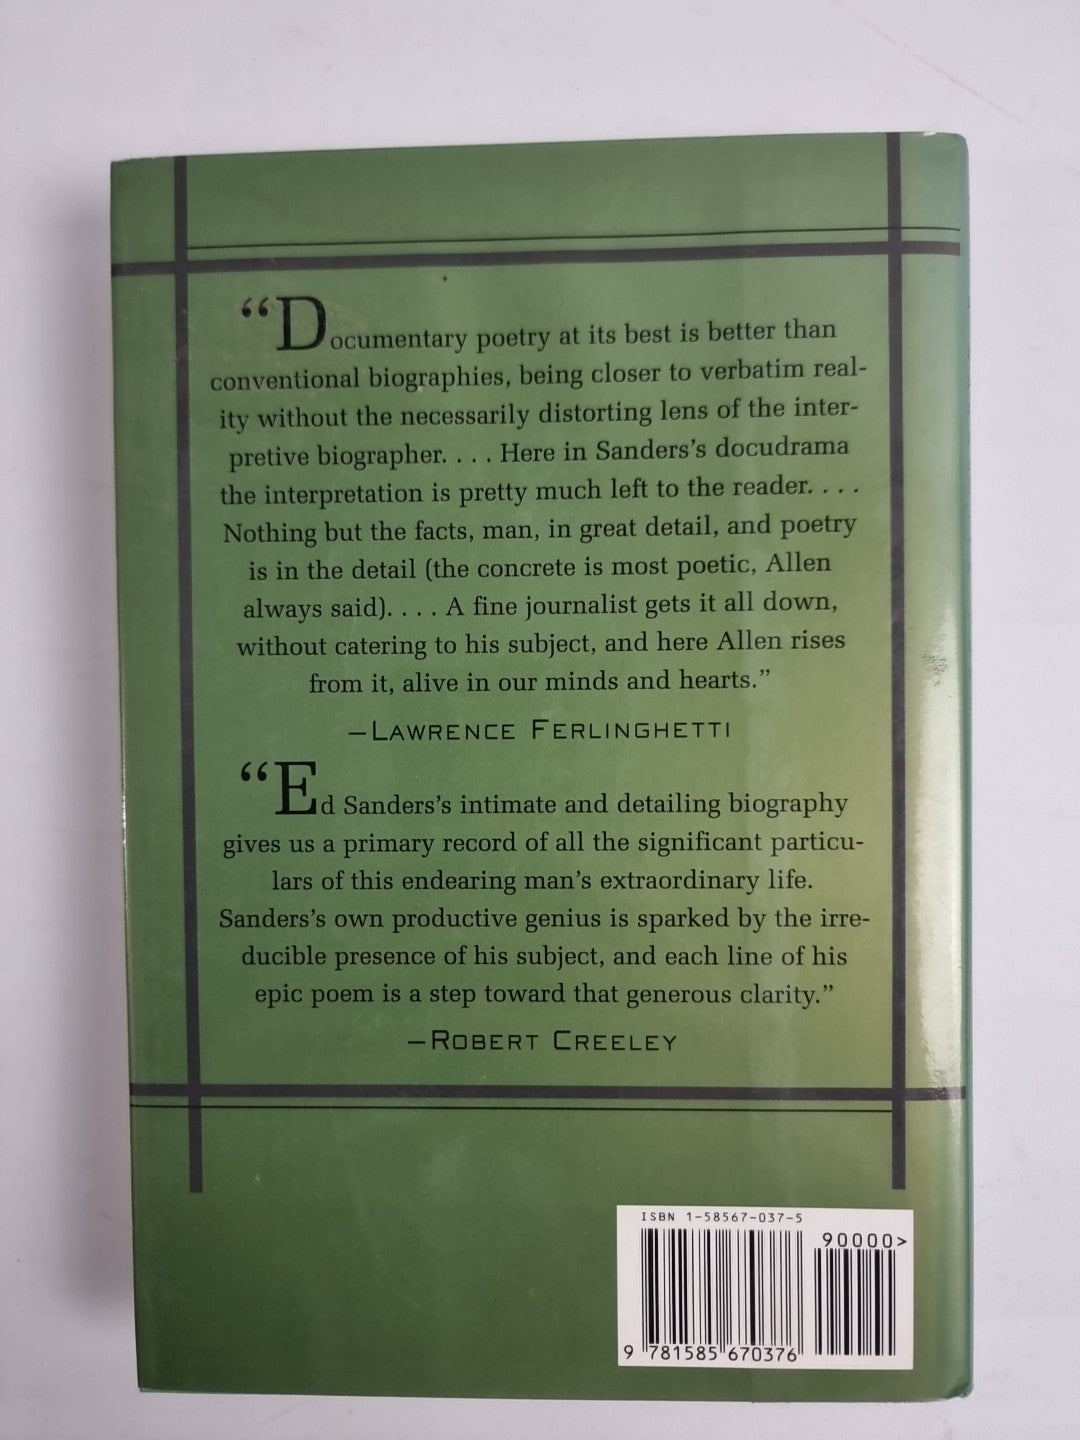 “Documentary poetry at its best is better than
conventional biographies, being closer to verbatim real-
ity without the necessarily distorting lens of the inter-
pretive biographer. . . . Here in Sanders’s docudrama
the interpretation is pretty much left to the reader. . . .
Nothing but the facts, man, in great detail, and poetry
is in the detail (the concrete is most poetic, Allen
always said). . . . A fine journalist gets it all down,
without catering to his subject, and here Allen rises
from it, alive in our minds and hearts.”
—LAWRENCE FERLINGHETTI
“Ed Sanders’s intimate and detailing biography
gives us a primary record of all the significant particu-
lars of this endearing man’s extraordinary life.
Sanders’s own productive genius is sparked by the irre-
ducible presence of his subject, and each line of his
epic poem is a step toward that generous clarity.”
—ROBERT CREELEY
ISBN 1-58567-037-5
90000>
9 781585 670376